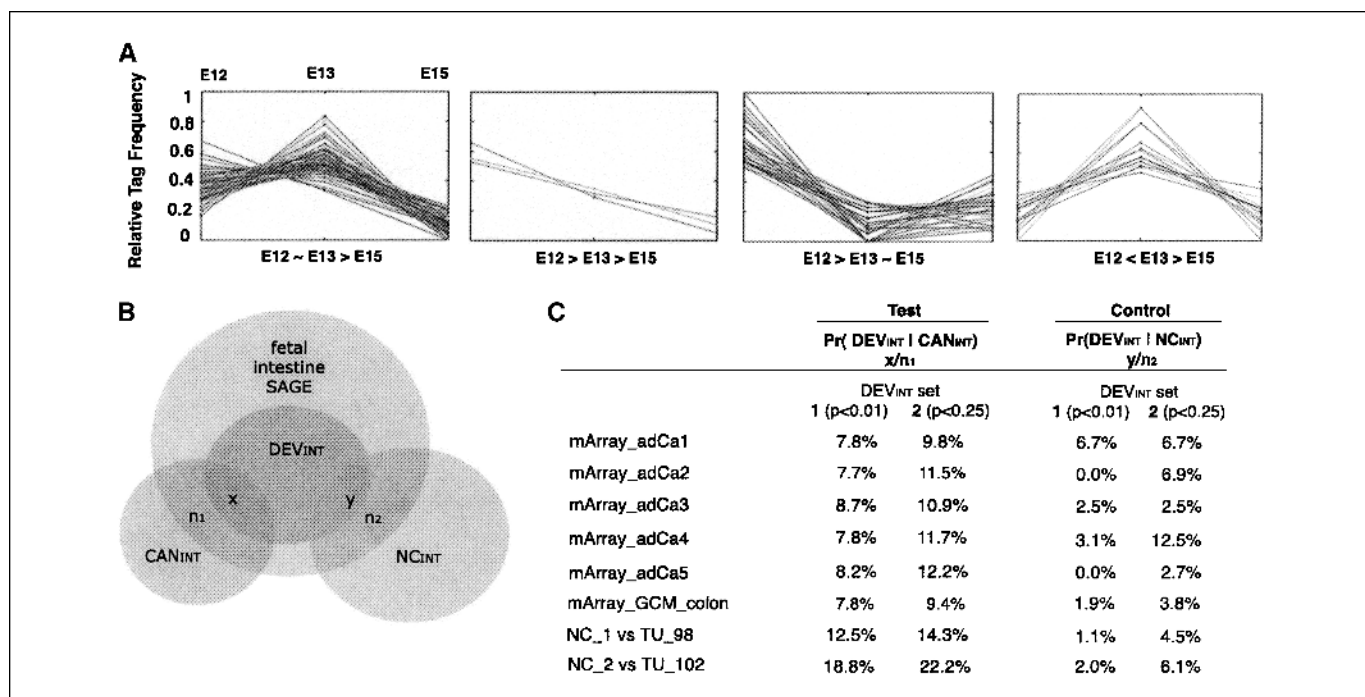 A
E12 E13 E15
Relative Tag Frequency
1
0.8
0.6
0.4
0.2
0
E12 ~ E13 > E15
E12 > E13 > E15
E12 > E13 ~ E15
E12 < E13 > E15
B
fetal
intestine
SAGE
DEVINT
x
y
n1
n2
CANINT
NCINT
C
Test Control
Pr( DEVINT | CANINT) Pr(DEVINT | NCINT)
x/n1 y/n2
DEVINT set DEVINT set
1 (p<0.01) 2 (p<0.25) 1 (p<0.01) 2 (p<0.25)
mArray_adCa1 7.8% 9.8% 6.7% 6.7%
mArray_adCa2 7.7% 11.5% 0.0% 6.9%
mArray_adCa3 8.7% 10.9% 2.5% 2.5%
mArray_adCa4 7.8% 11.7% 3.1% 12.5%
mArray_adCa5 8.2% 12.2% 0.0% 2.7%
mArray_GCM_colon 7.8% 9.4% 1.9% 3.8%
NC_1 vs TU_98 12.5% 14.3% 1.1% 4.5%
NC_2 vs TU_102 18.8% 22.2% 2.0% 6.1%